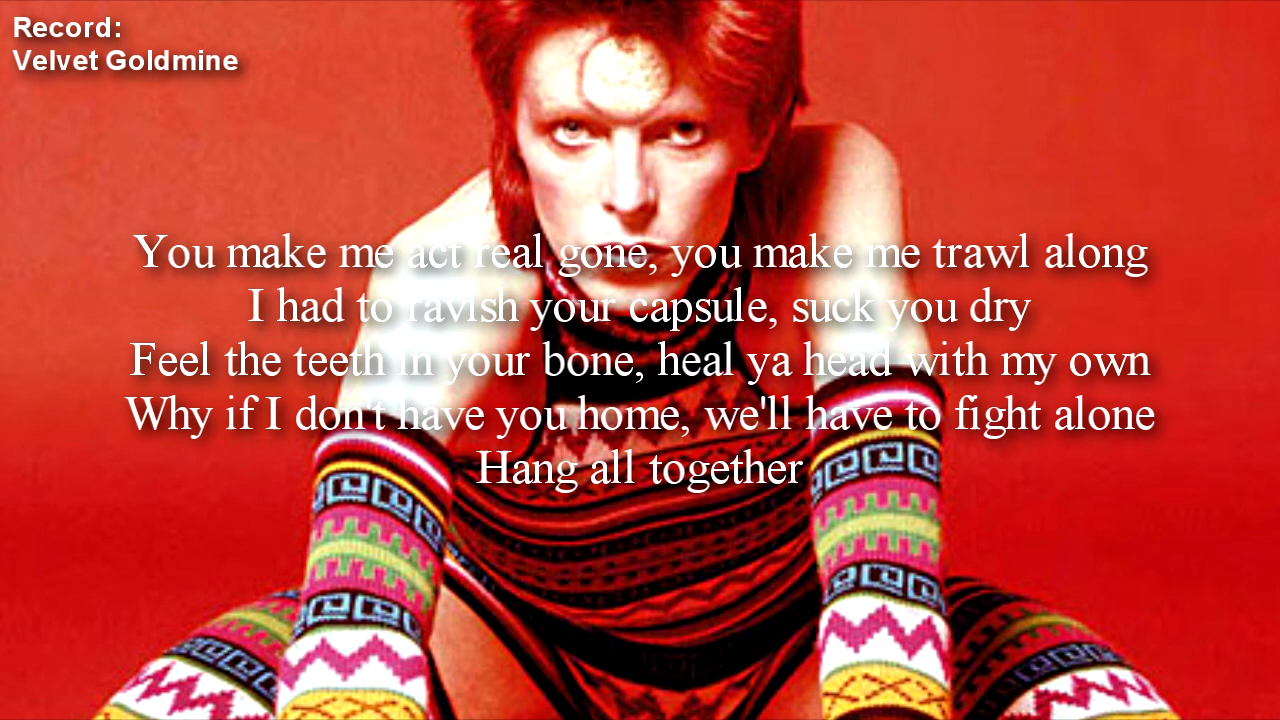 Record:
Velvet Goldmine
You make me act real gone, you make me trawl along
I had to ravish your capsule, suck you dry
Feel the teeth in your bone, heal ya head with my own
Why if I don't have you home, we'll have to fight alone
Hang all together